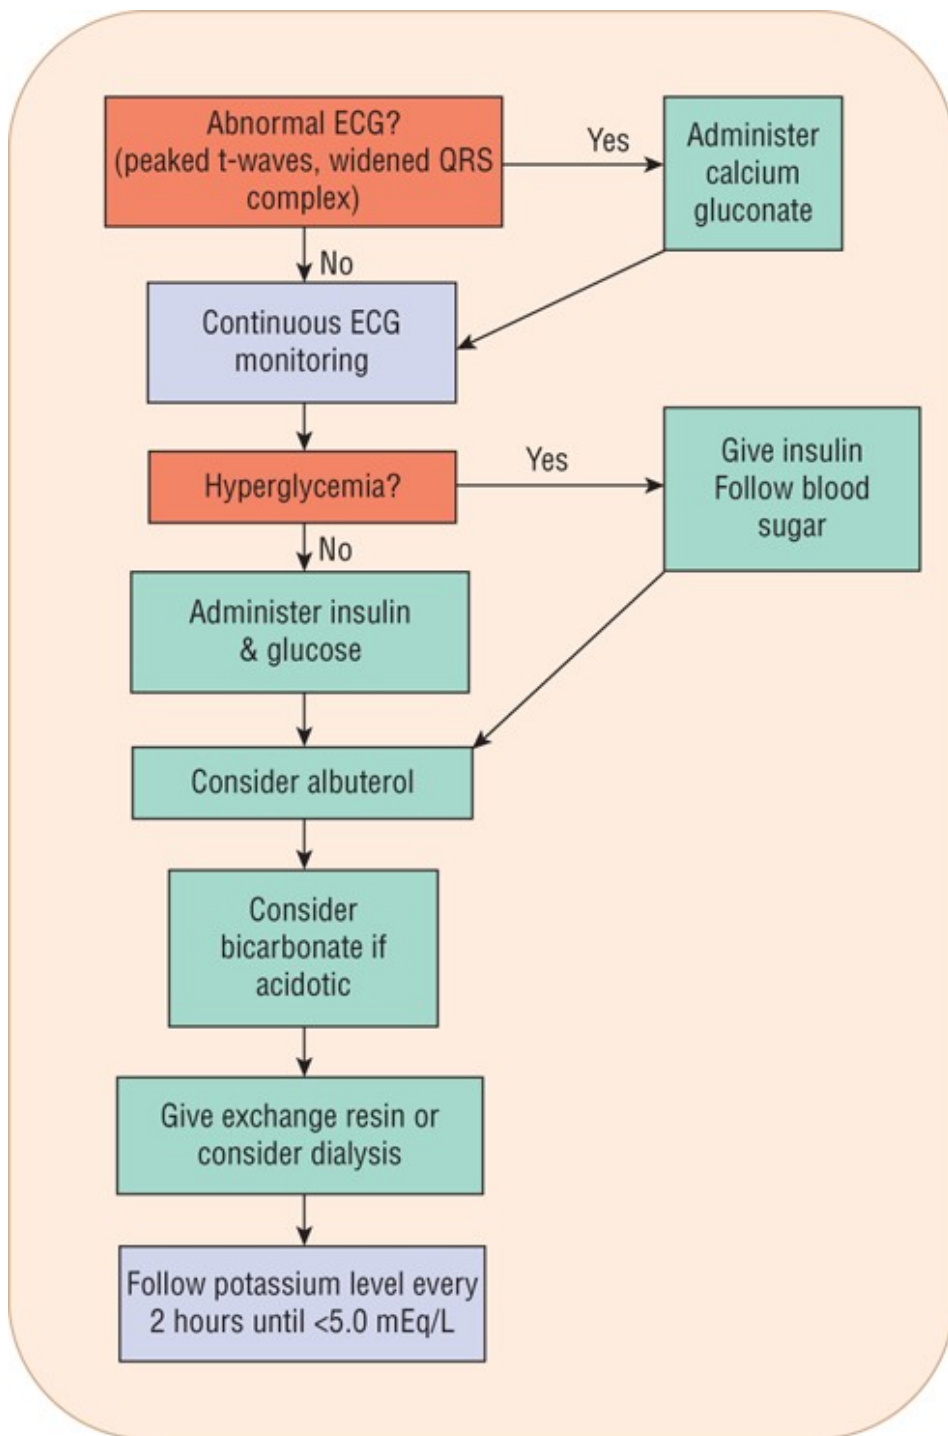 Abnormal ECG?
(peaked t-waves, widened QRS
complex)
Yes
Administer
calcium
gluconate
No
Continuous ECG
monitoring
Hyperglycemia?
Yes
Give insulin
Follow blood
sugar
No
Administer insulin
& glucose
Consider albuterol
Consider
bicarbonate if
acidotic
Give exchange resin or
consider dialysis
Follow potassium level every
2 hours until <5.0 mEq/L